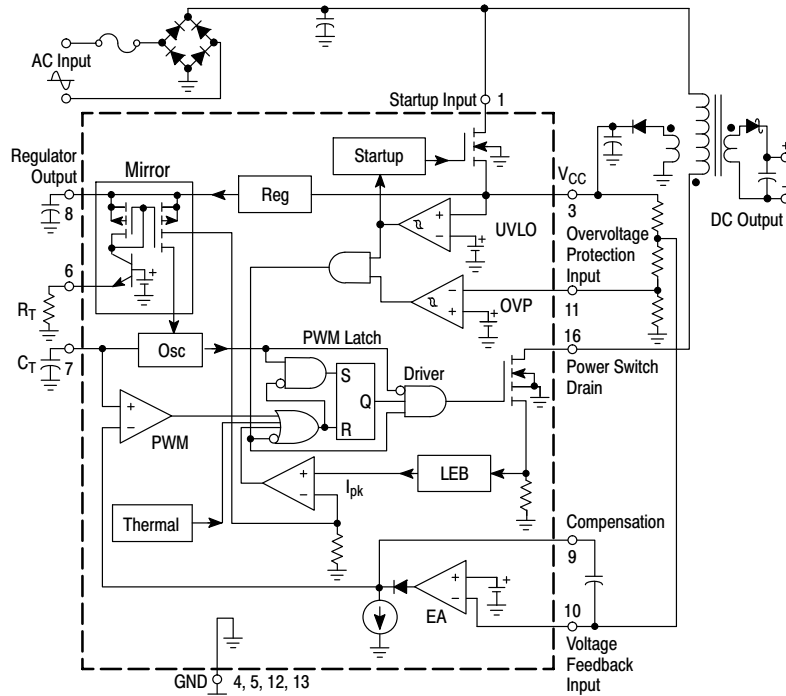 AC Input
Startup Input
1
Regulator
Output
8
Mirror
Startup
Reg
VCC
3
UVLO
DC Output
Overvoltage
Protection
Input
11
OVP
6
RT
CT
7
Osc
PWM Latch
S
Q
R
Driver
16
Power Switch
Drain
PWM
Ipk
LEB
Thermal
Compensation
9
EA
10
Voltage
Feedback
Input
GND
4, 5, 12, 13